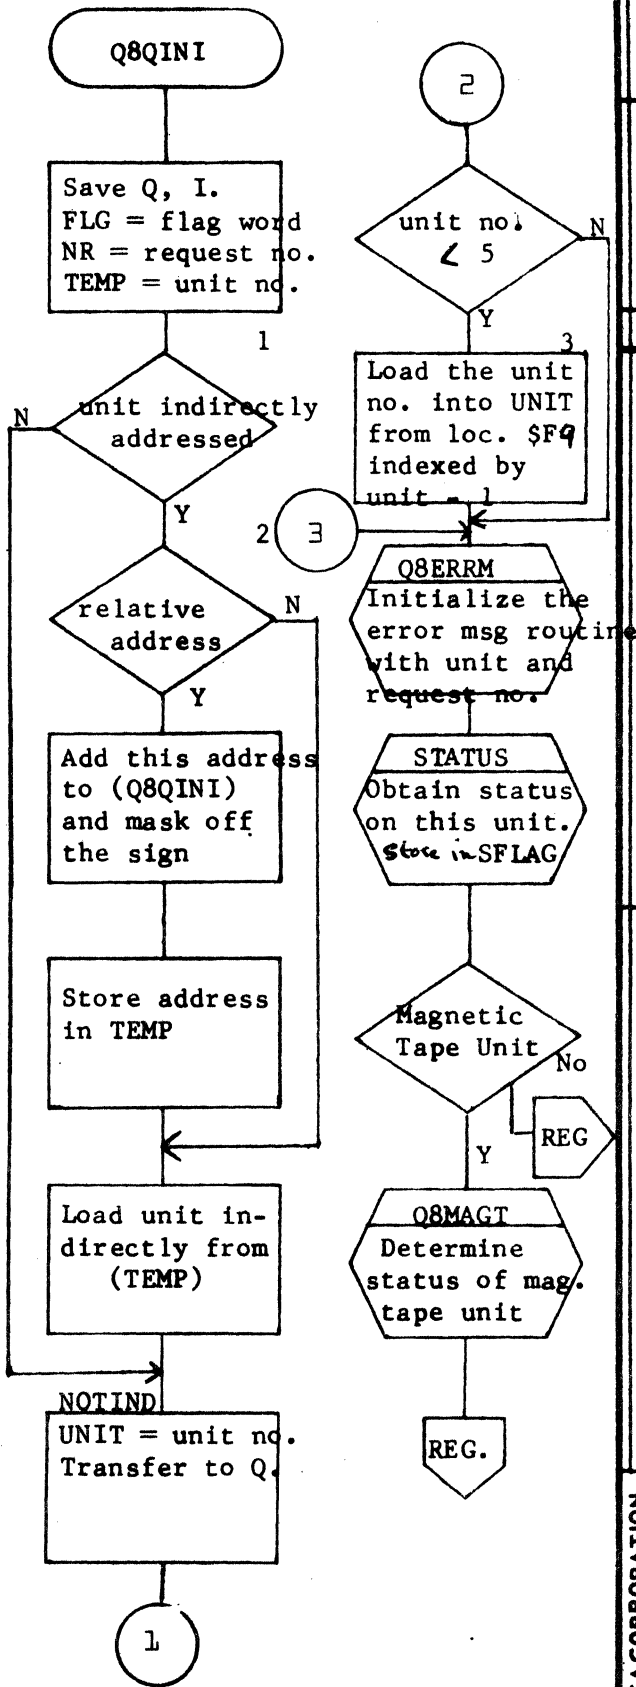 Q8QINI
Save Q, I.
FLG = flag word
NR = request no.
TEMP = unit no.
1
unit indirectly
addressed
N
Y
2
relative
address
N
Y
Add this address
to (Q8QINI)
and mask off
the sign
Store address
in TEMP
Load unit in-
directly from
(TEMP)
NOTIND
UNIT = unit no.
Transfer to Q.
1
2
unit no.
< 5
N
Y
3
Load the unit
no. into UNIT
from loc. $F9
indexed by
unit - 1
3
Q8ERRM
Initialize the
error msg routine
with unit and
request no.
STATUS
Obtain status
on this unit.
Store in SFLAG
Magnetic
Tape Unit
No
REG
Y
Q8MAGT
Determine
status of mag.
tape unit
REG.
CORPORATION